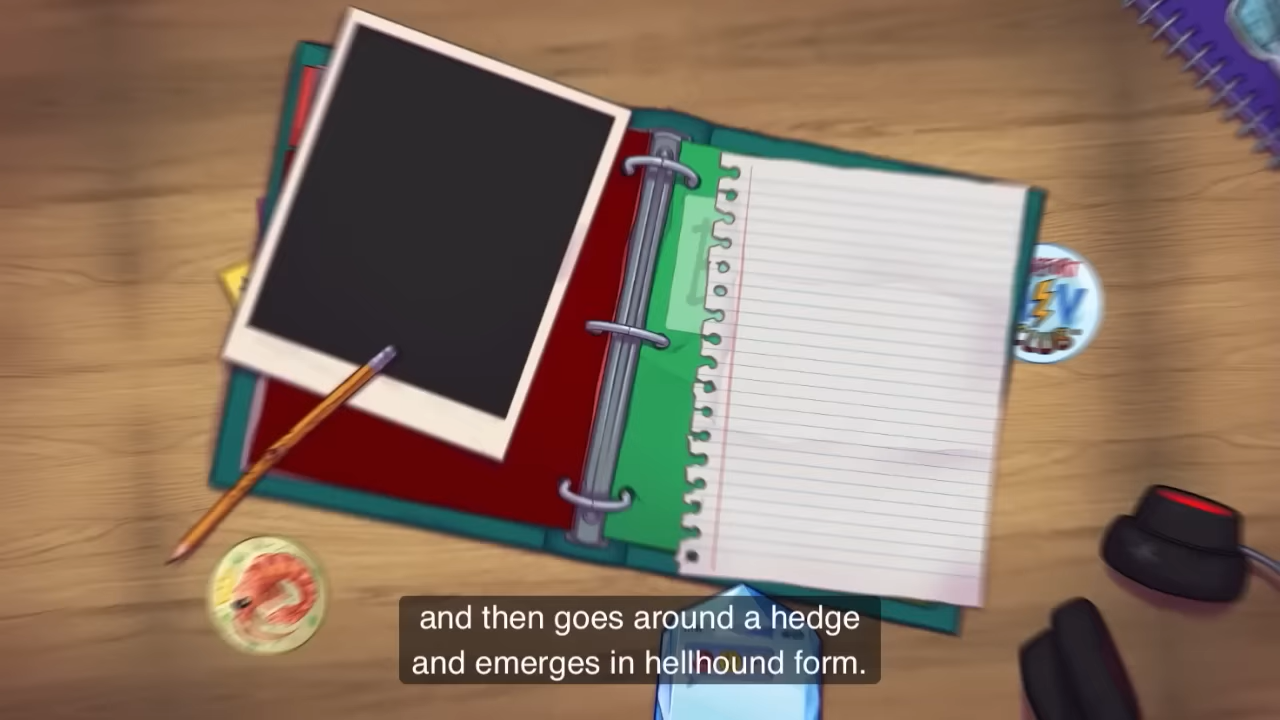 and then goes around a hedge
and emerges in hellhound form.